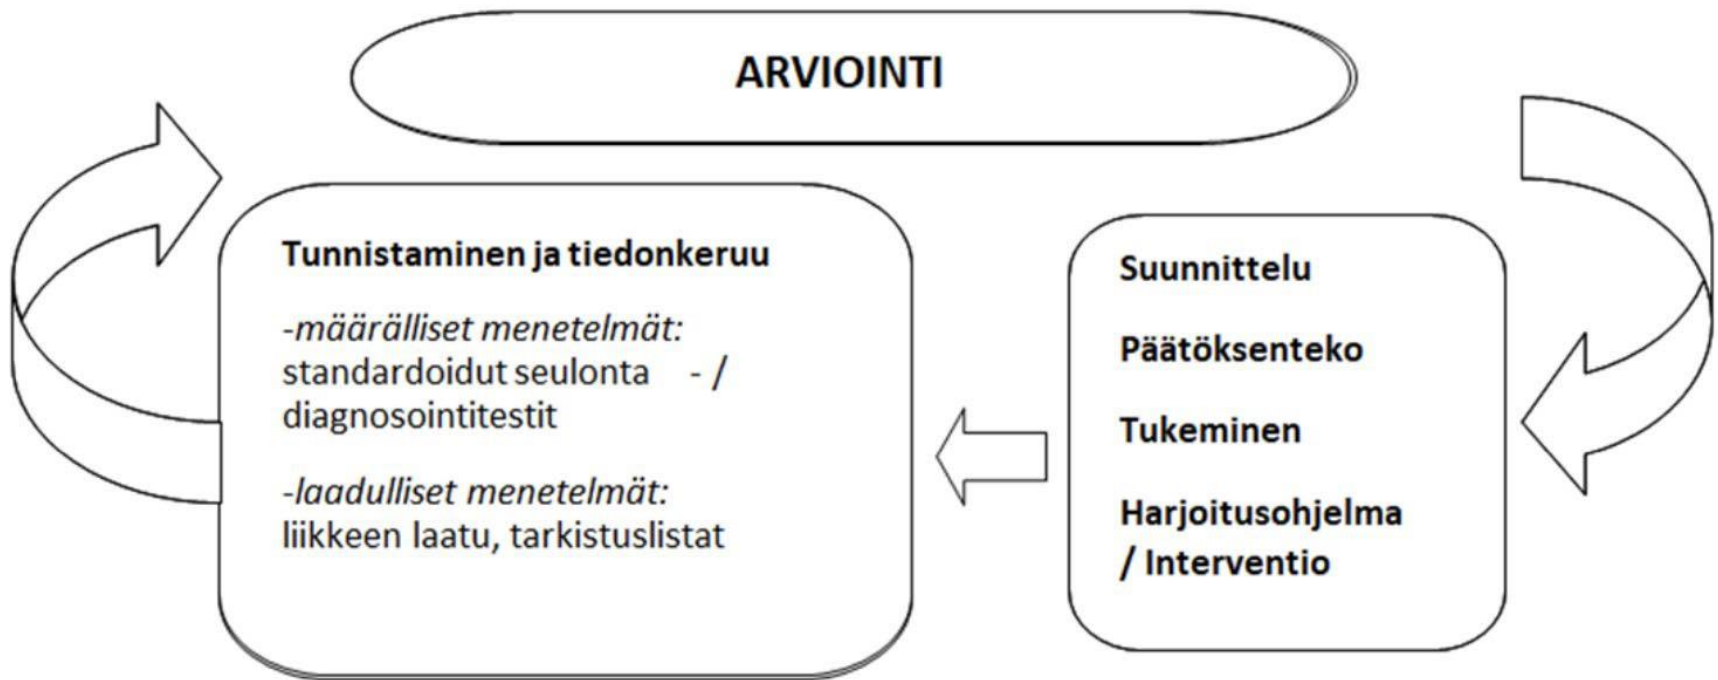 ARVIOINTI
Tunnistaminen ja tiedonkeruu
-määrälliset menetelmät:
standardoidut seulonta - /
diagnosointitestit
-laadulliset menetelmät:
liikkeen laatu, tarkistuslistat
Suunnittelu
Päätöksenteko
Tukeminen
Harjoitusohjelma
/ Interventio